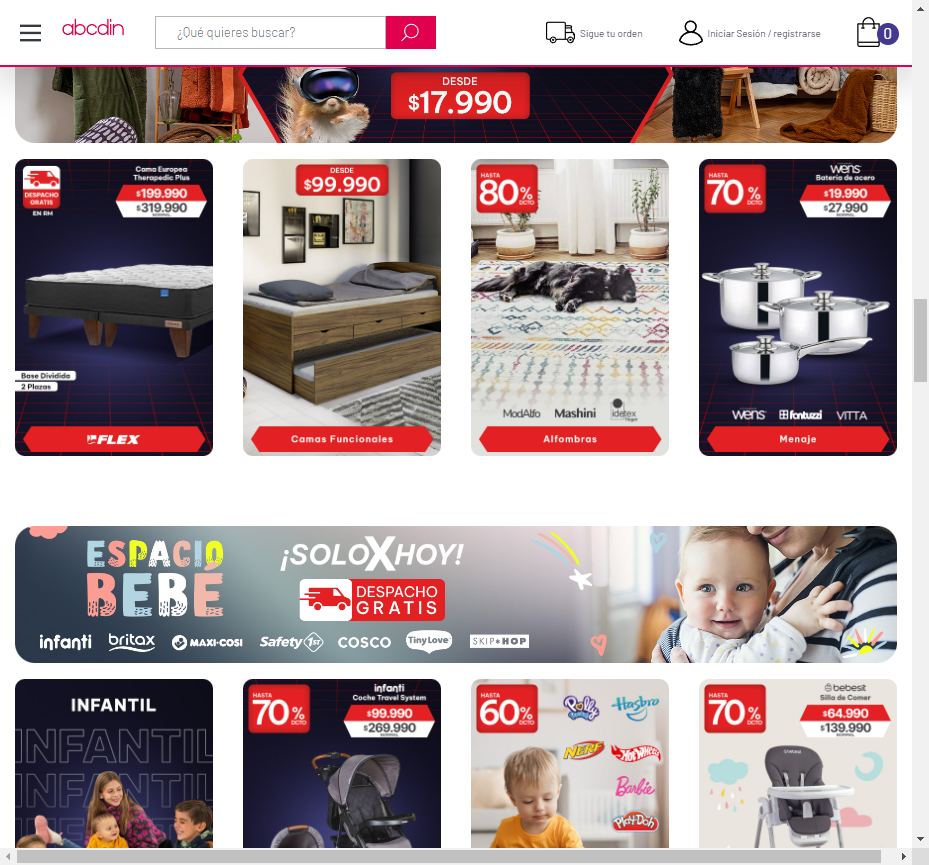 abcdin
¿Qué quieres buscar?
Sigue tu orden
Iniciar Sesión / registrarse
0
DESDE
$17.990
DESPACHO
GRATIS
EN RM
Cama Europea
Therapedic Plus
$199.990
$319.990
NORMAL
Base Dividida
2 Plazas
FLEX
DESDE
$99.990
Camas Funcionales
HASTA
80%
DCTO
ModAlfo
Mashini
idetex
hogar
Alfombras
HASTA
70%
DCTO
wens
Batería de acero
$19.990
$27.990
NORMAL
wens
fantuzzi
VITTA
Menaje
ESPACIO
BEBÉ
¡SOLO X HOY!
DESPACHO
GRATIS
infanti
britax
MAXI-COSI
Safety 1st
COSCO
Tiny Love
SKIP*HOP
INFANTIL
INFANTIL
INFANTIL
HASTA
70%
DCTO
infanti
Coche Travel System
$99.990
$269.990
NORMAL
HASTA
60%
DCTO
Polly
Pocket
Hasbro
NERF
Hot Wheels
Barbie
Play-Doh
HASTA
70%
DCTO
bebesit
Silla de Comer
$64.990
$139.990
NORMAL